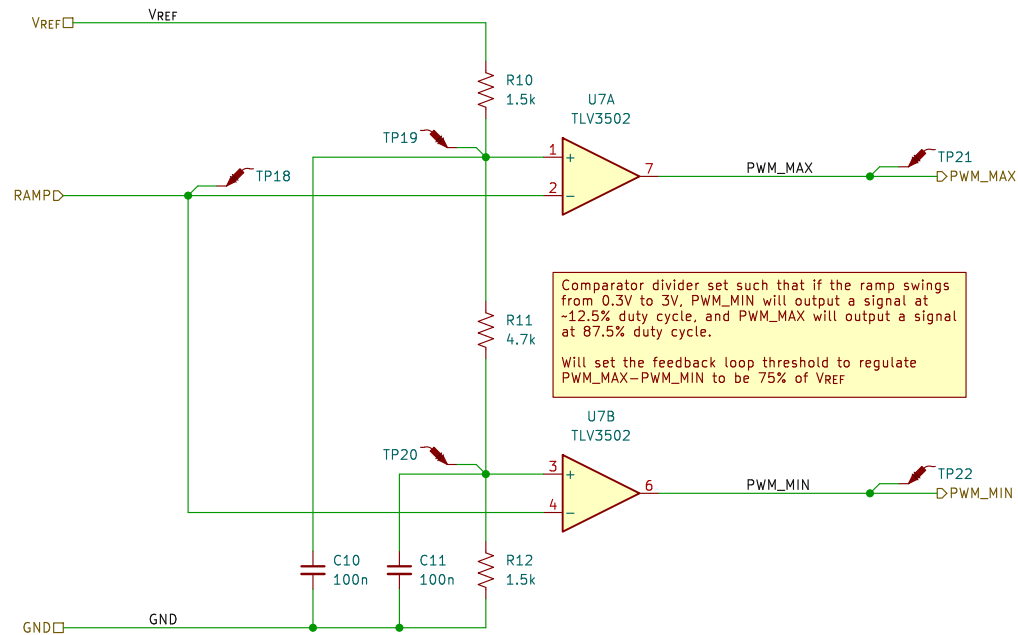 VREF
VREF
R10
1.5k
U7A
TLV3502
TP19
1
+
7
PWM_MAX
TP21
PWM_MAX
TP18
RAMP
2
−
Comparator divider set such that if the ramp swings
from 0.3V to 3V, PWM_MIN will output a signal at
~12.5% duty cycle, and PWM_MAX will output a signal
at 87.5% duty cycle.
Will set the feedback loop threshold to regulate
PWM_MAX−PWM_MIN to be 75% of VREF
R11
4.7k
U7B
TLV3502
TP20
3
+
6
PWM_MIN
TP22
PWM_MIN
4
−
C10
100n
C11
100n
R12
1.5k
GND
GND